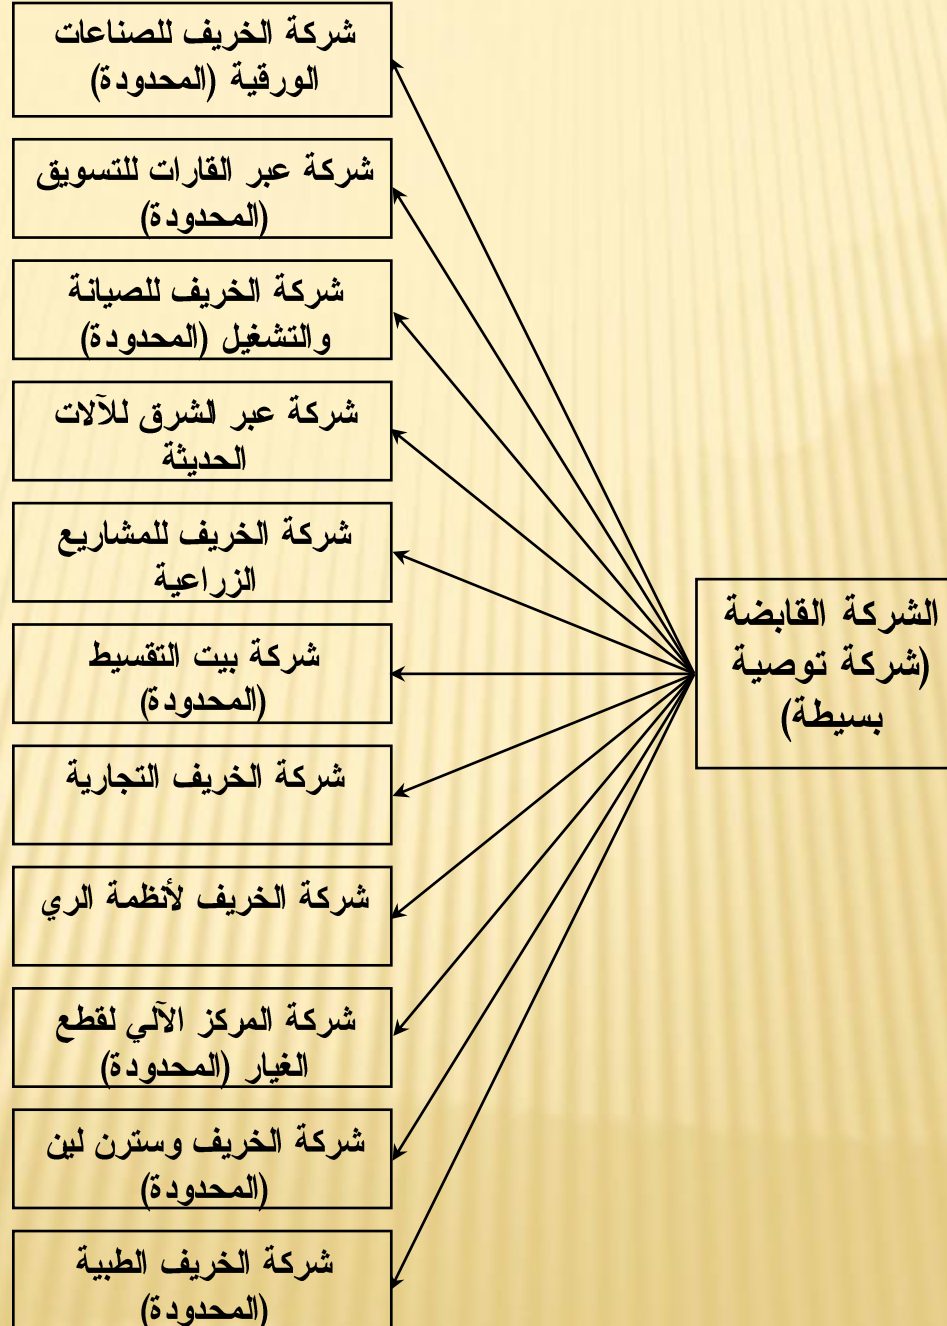 شركة الخريف للصناعات
الورقية (المحدودة)
شركة عبر القارات للتسويق
(المحدودة)
شركة الخريف للصيانة
والتشغيل (المحدودة)
شركة عبر الشرق للآلات
الحديثة
شركة الخريف للمشاريع
الزراعية
الشركة القابضة
(شركة توصية
بسيطة)
شركة بيت التقسيط
(المحدودة)
شركة الخريف التجارية
شركة الخريف لأنظمة الري
شركة المركز الآلي لقطع
الغيار (المحدودة)
شركة الخريف وسترن لين
(المحدودة)
شركة الخريف الطبية
(المحدودة)